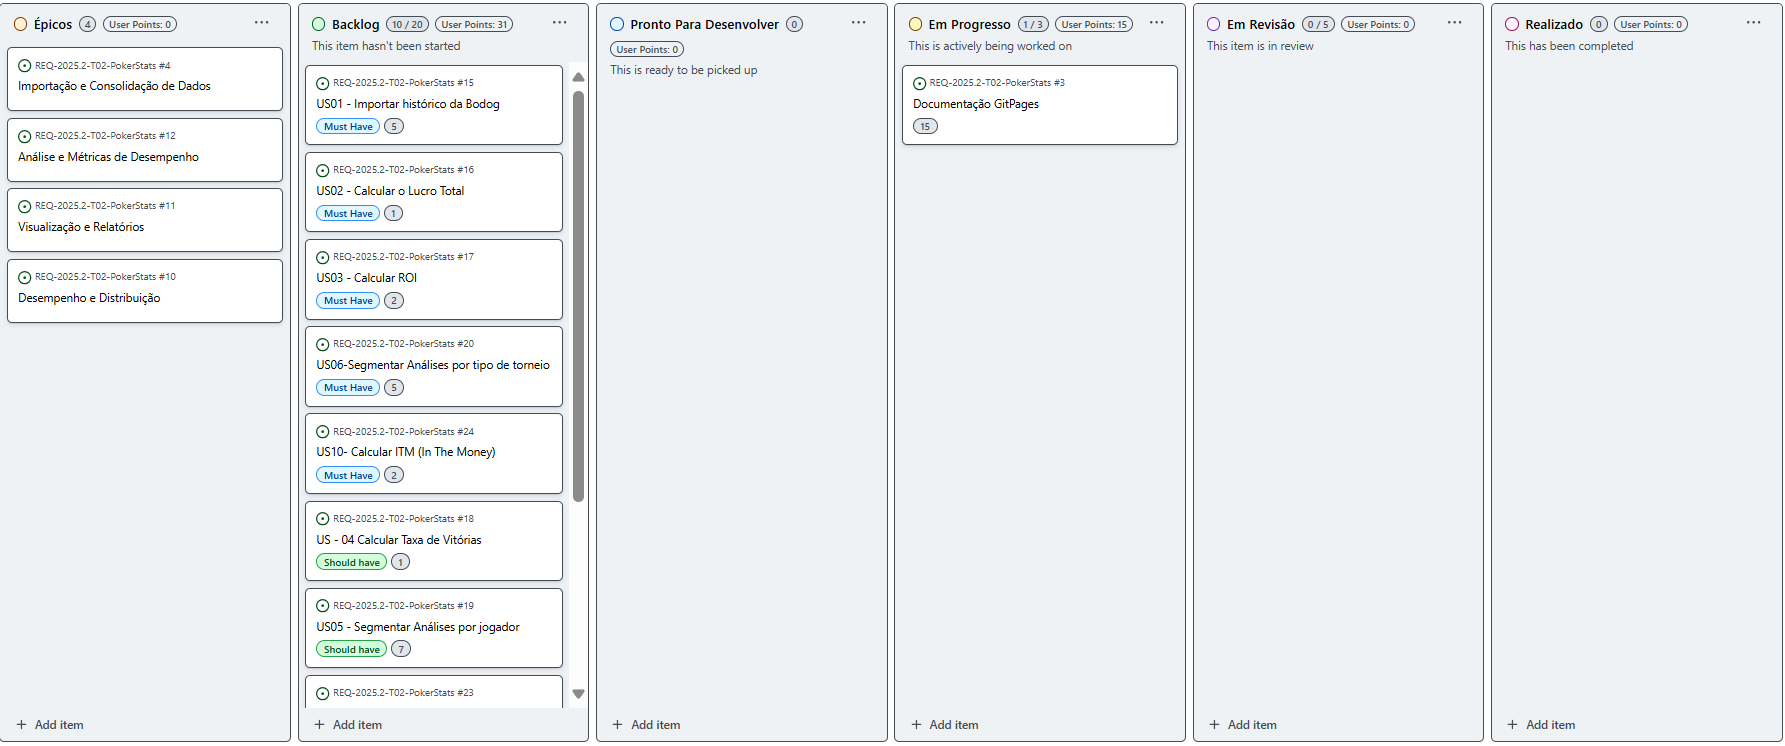 Épicos 4 User Points: 0 ···
REQ-2025.2-T02-PokerStats #4
Importação e Consolidação de Dados
REQ-2025.2-T02-PokerStats #12
Análise e Métricas de Desempenho
REQ-2025.2-T02-PokerStats #11
Visualização e Relatórios
REQ-2025.2-T02-PokerStats #10
Desempenho e Distribuição
+ Add item
Backlog 10 / 20 User Points: 31 ···
This item hasn't been started
REQ-2025.2-T02-PokerStats #15
US01 - Importar histórico da Bodog
Must Have 5
REQ-2025.2-T02-PokerStats #16
US02 - Calcular o Lucro Total
Must Have 1
REQ-2025.2-T02-PokerStats #17
US03 - Calcular ROI
Must Have 2
REQ-2025.2-T02-PokerStats #20
US06-Segmentar Análises por tipo de torneio
Must Have 5
REQ-2025.2-T02-PokerStats #24
US10- Calcular ITM (In The Money)
Must Have 2
REQ-2025.2-T02-PokerStats #18
US - 04 Calcular Taxa de Vitórias
Should have 1
REQ-2025.2-T02-PokerStats #19
US05 - Segmentar Análises por jogador
Should have 7
REQ-2025.2-T02-PokerStats #23
+ Add item
Pronto Para Desenvolver 0 ···
User Points: 0
This is ready to be picked up
+ Add item
Em Progresso 1 / 3 User Points: 15 ···
This is actively being worked on
REQ-2025.2-T02-PokerStats #3
Documentação GitPages
15
+ Add item
Em Revisão 0 / 5 User Points: 0 ···
This item is in review
+ Add item
Realizado 0 User Points: 0 ···
This has been completed
+ Add item